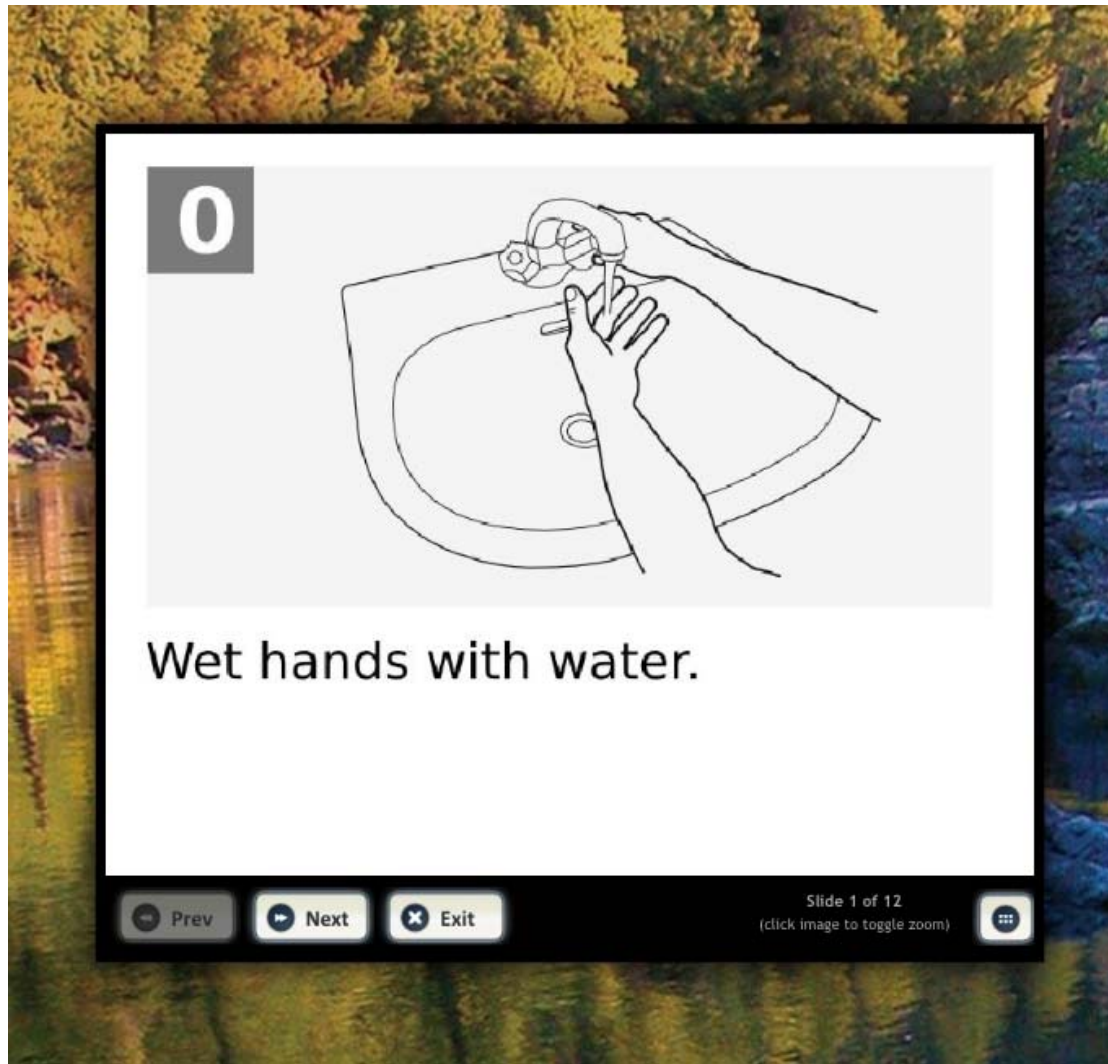 0
Wet hands with water.
Prev
Next
Exit
Slide 1 of 12
(click image to toggle zoom)